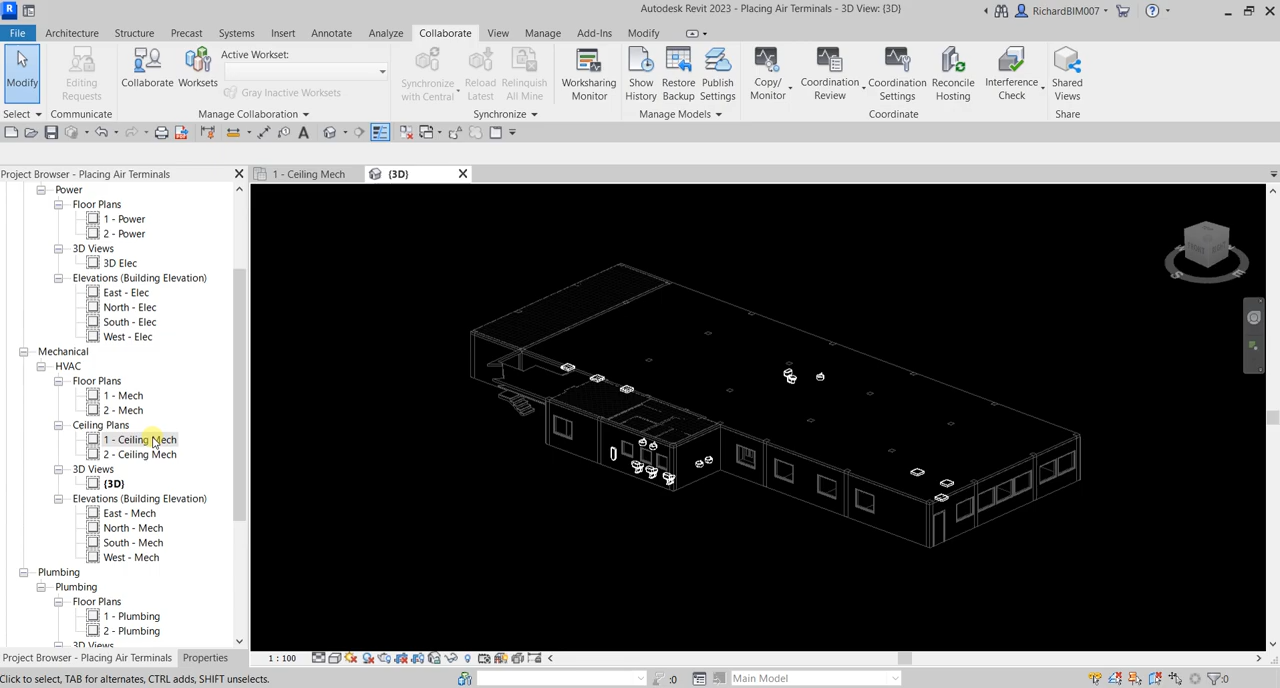 Autodesk Revit 2023 - Placing Air Terminals - 3D View: {3D}
RichardBIM007
File
Architecture
Structure
Precast
Systems
Insert
Annotate
Analyze
Collaborate
View
Manage
Add-Ins
Modify
Modify
Editing
Requests
Collaborate
Worksets
Active Workset:
Gray Inactive Worksets
Synchronize
with Central
Reload
Latest
Relinquish
All Mine
Worksharing
Monitor
Show
History
Restore
Backup
Publish
Settings
Copy/
Monitor
Coordination
Review
Coordination
Settings
Reconcile
Hosting
Interference
Check
Shared
Views
Select
Communicate
Manage Collaboration
Synchronize
Manage Models
Coordinate
Share
Project Browser - Placing Air Terminals
1 - Ceiling Mech
{3D}
Power
Floor Plans
1 - Power
2 - Power
3D Views
3D Elec
Elevations (Building Elevation)
East - Elec
North - Elec
South - Elec
West - Elec
Mechanical
HVAC
Floor Plans
1 - Mech
2 - Mech
Ceiling Plans
1 - Ceiling Mech
2 - Ceiling Mech
3D Views
{3D}
Elevations (Building Elevation)
East - Mech
North - Mech
South - Mech
West - Mech
Plumbing
Plumbing
Floor Plans
1 - Plumbing
2 - Plumbing
3D Views
Project Browser - Placing Air Terminals
Properties
1 : 100
Click to select, TAB for alternates, CTRL adds, SHIFT unselects.
:0
Main Model
:0